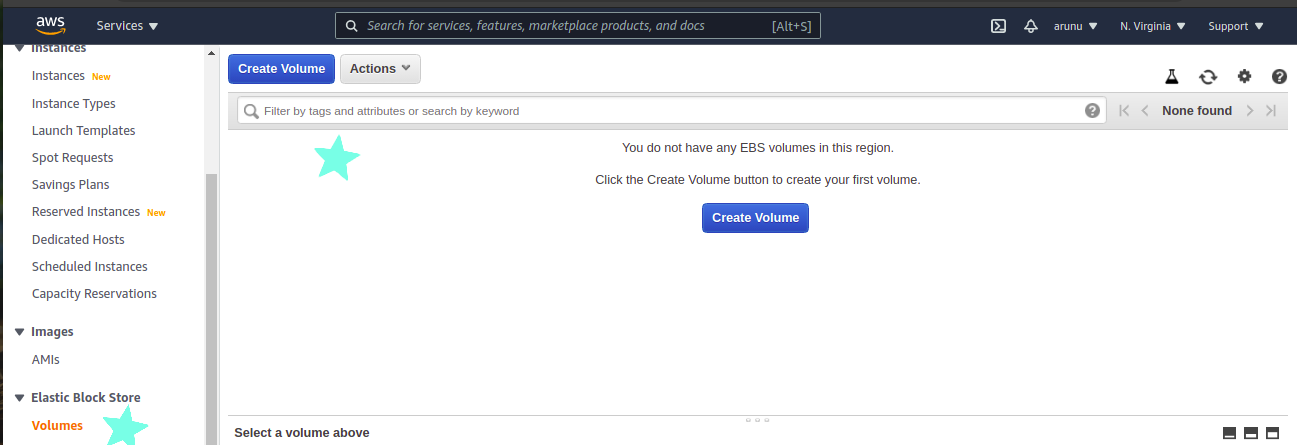 aws Services Search for services, features, marketplace products, and docs [Alt+S] arunu N. Virginia Support
Instances
Instances New
Instance Types
Launch Templates
Spot Requests
Savings Plans
Reserved Instances New
Dedicated Hosts
Scheduled Instances
Capacity Reservations
Images
AMIs
Elastic Block Store
Volumes
Create Volume Actions
Filter by tags and attributes or search by keyword None found
You do not have any EBS volumes in this region.
Click the Create Volume button to create your first volume.
Create Volume
Select a volume above